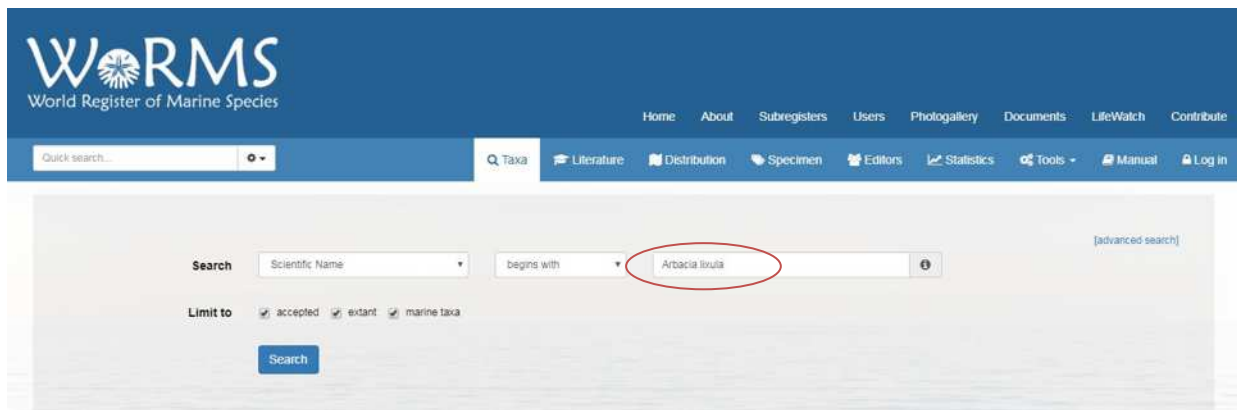 WoRMS
World Register of Marine Species
Home About Subregisters Users Photogallery Documents LifeWatch Contribute
Quick search... Taxa Literature Distribution Specimen Editors Statistics Tools Manual Log in
[advanced search]
Search Scientific Name begins with Arbacia lixula
Limit to accepted extant marine taxa
Search